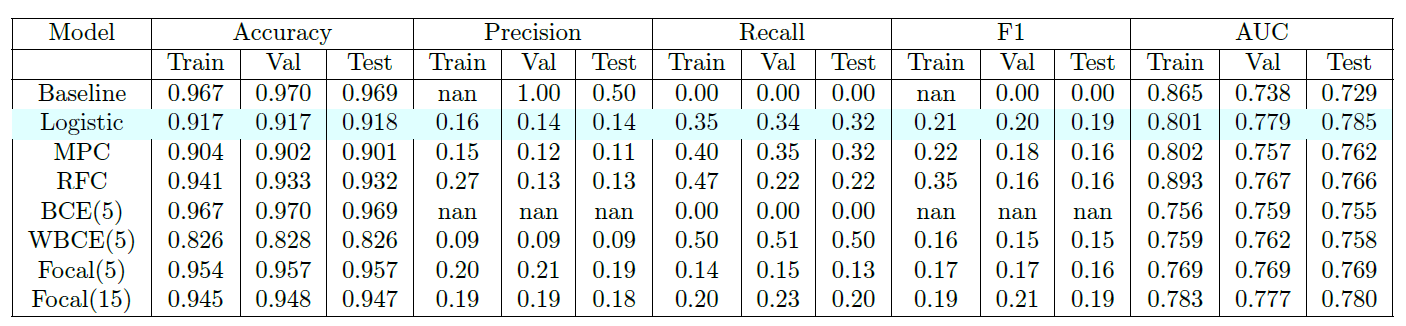 Model Accuracy Precision Recall F1 AUC
Train Val Test Train Val Test Train Val Test Train Val Test Train Val Test
Baseline 0.967 0.970 0.969 nan 1.00 0.50 0.00 0.00 0.00 nan 0.00 0.00 0.865 0.738 0.729
Logistic 0.917 0.917 0.918 0.16 0.14 0.14 0.35 0.34 0.32 0.21 0.20 0.19 0.801 0.779 0.785
MPC 0.904 0.902 0.901 0.15 0.12 0.11 0.40 0.35 0.32 0.22 0.18 0.16 0.802 0.757 0.762
RFC 0.941 0.933 0.932 0.27 0.13 0.13 0.47 0.22 0.22 0.35 0.16 0.16 0.893 0.767 0.766
BCE(5) 0.967 0.970 0.969 nan nan nan 0.00 0.00 0.00 nan nan nan 0.756 0.759 0.755
WBCE(5) 0.826 0.828 0.826 0.09 0.09 0.09 0.50 0.51 0.50 0.16 0.15 0.15 0.759 0.762 0.758
Focal(5) 0.954 0.957 0.957 0.20 0.21 0.19 0.14 0.15 0.13 0.17 0.17 0.16 0.769 0.769 0.769
Focal(15) 0.945 0.948 0.947 0.19 0.19 0.18 0.20 0.23 0.20 0.19 0.21 0.19 0.783 0.777 0.780